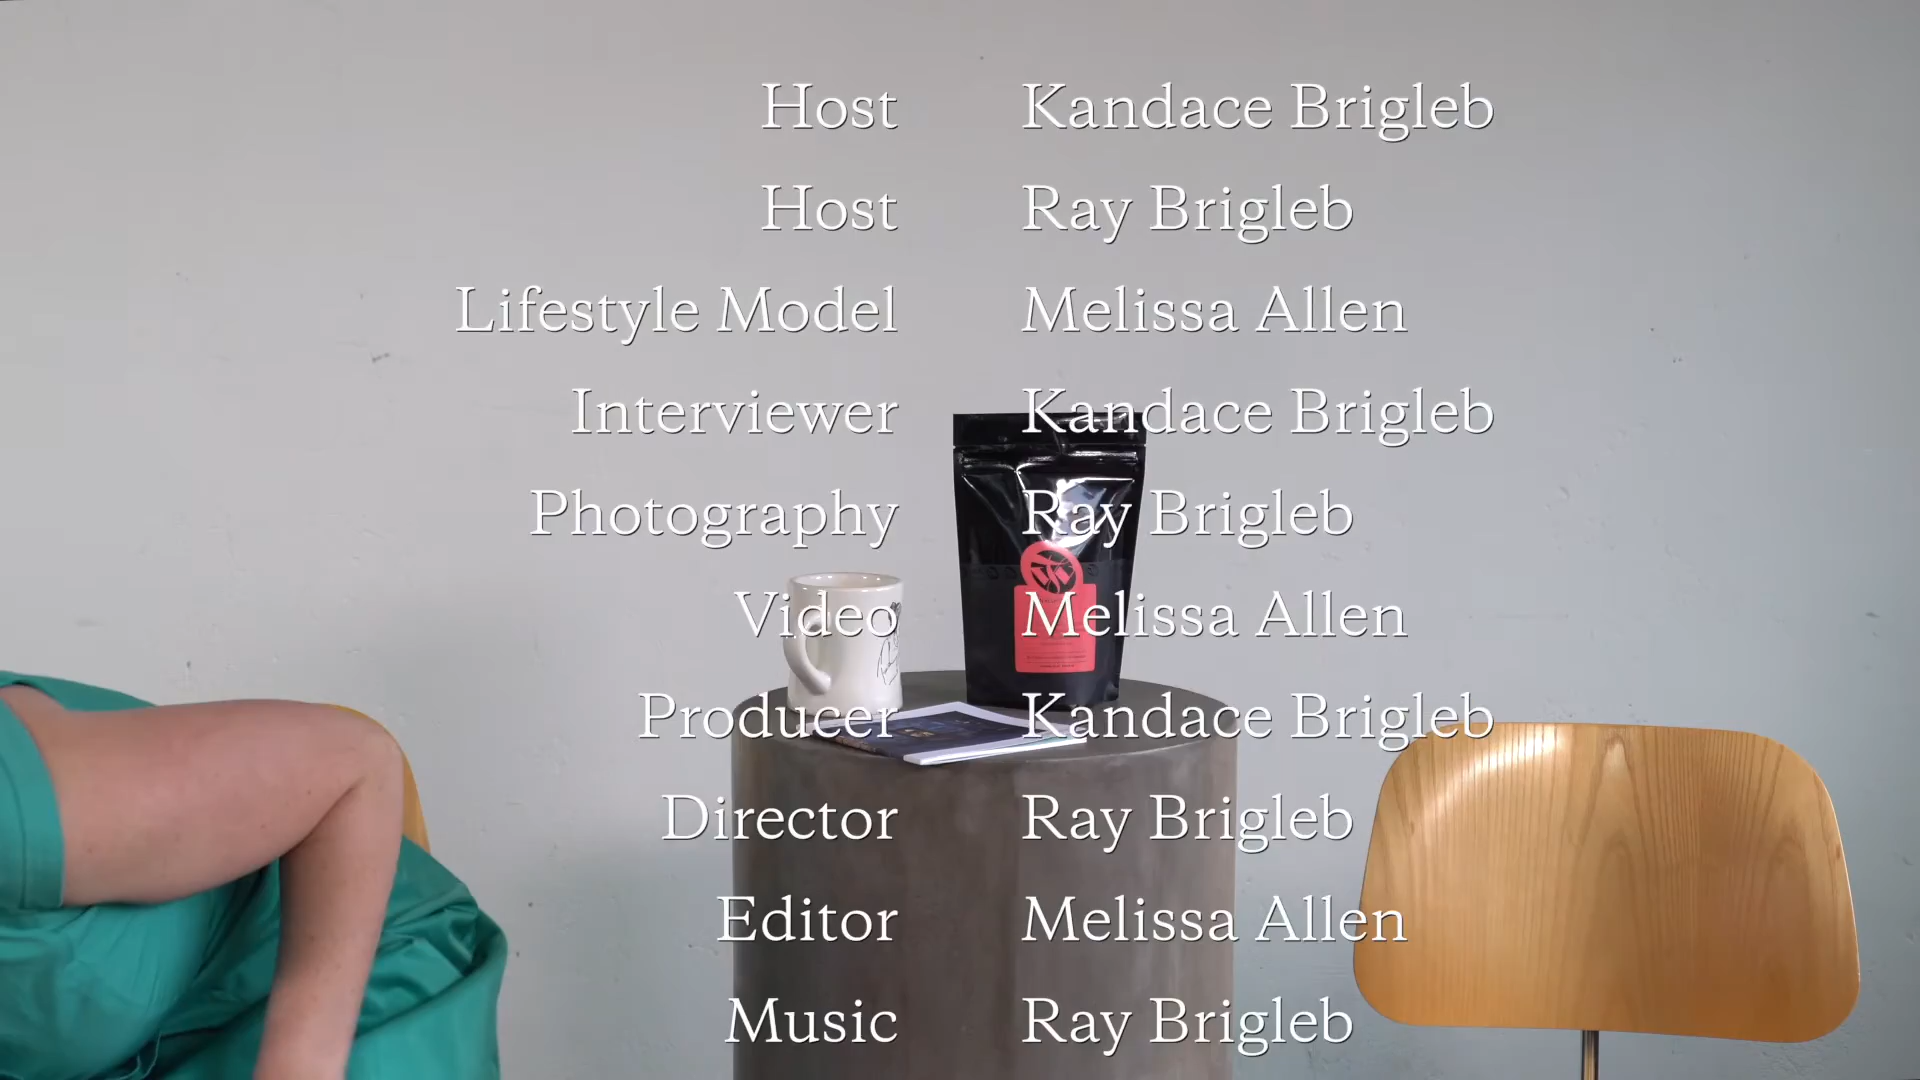 Host Kandace Brigleb
Host Ray Brigleb
Lifestyle Model Melissa Allen
Interviewer Kandace Brigleb
Photography Ray Brigleb
Video Melissa Allen
Producer Kandace Brigleb
Director Ray Brigleb
Editor Melissa Allen
Music Ray Brigleb